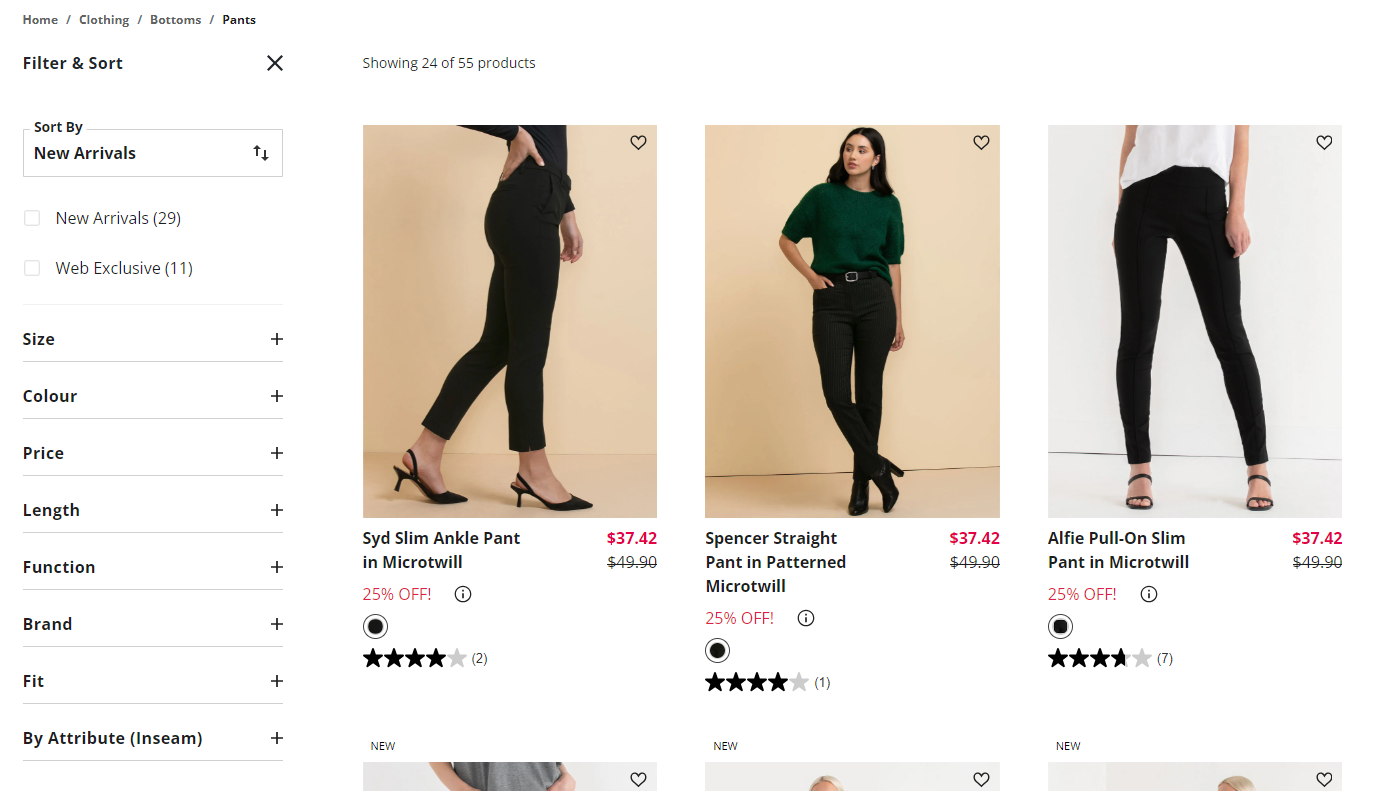 Home / Clothing / Bottoms / Pants
Filter & Sort
Showing 24 of 55 products
Sort By
New Arrivals
New Arrivals (29)
Web Exclusive (11)
Size
Colour
Price
Length
Function
Brand
Fit
By Attribute (Inseam)
Syd Slim Ankle Pant
in Microtwill
$37.42
$49.90
25% OFF!
(2)
Spencer Straight
Pant in Patterned
Microtwill
$37.42
$49.90
25% OFF!
(1)
Alfie Pull-On Slim
Pant in Microtwill
$37.42
$49.90
25% OFF!
(7)
NEW
NEW
NEW